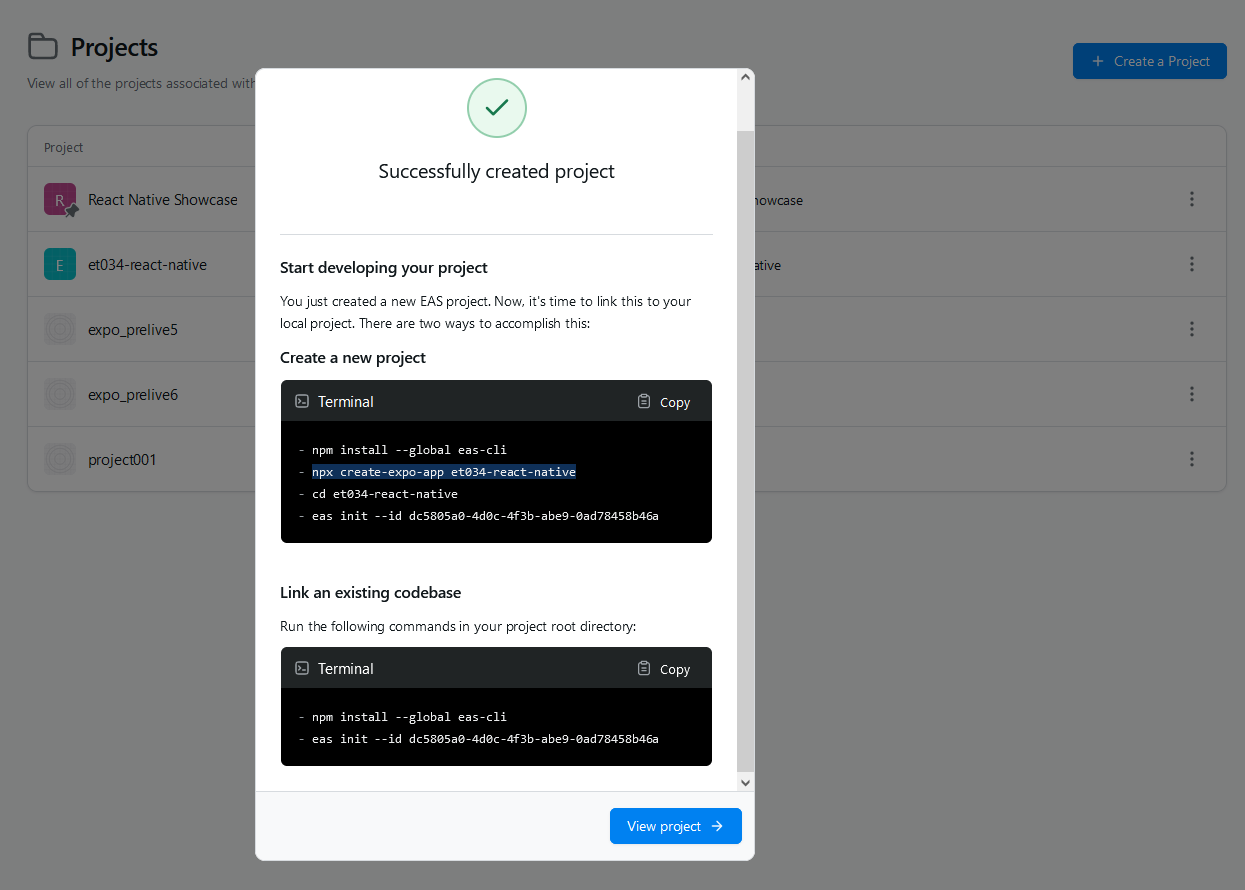 Projects
View all of the projects associated with
+ Create a Project
Project
R React Native Showcase
howcase
E et034-react-native
ative
expo_prelive5
expo_prelive6
project001
Successfully created project
Start developing your project
You just created a new EAS project. Now, it's time to link this to your
local project. There are two ways to accomplish this:
Create a new project
Terminal
Copy
- npm install --global eas-cli
- npx create-expo-app et034-react-native
- cd et034-react-native
- eas init --id dc5805a0-4d0c-4f3b-abe9-0ad78458b46a
Link an existing codebase
Run the following commands in your project root directory:
Terminal
Copy
- npm install --global eas-cli
- eas init --id dc5805a0-4d0c-4f3b-abe9-0ad78458b46a
View project →